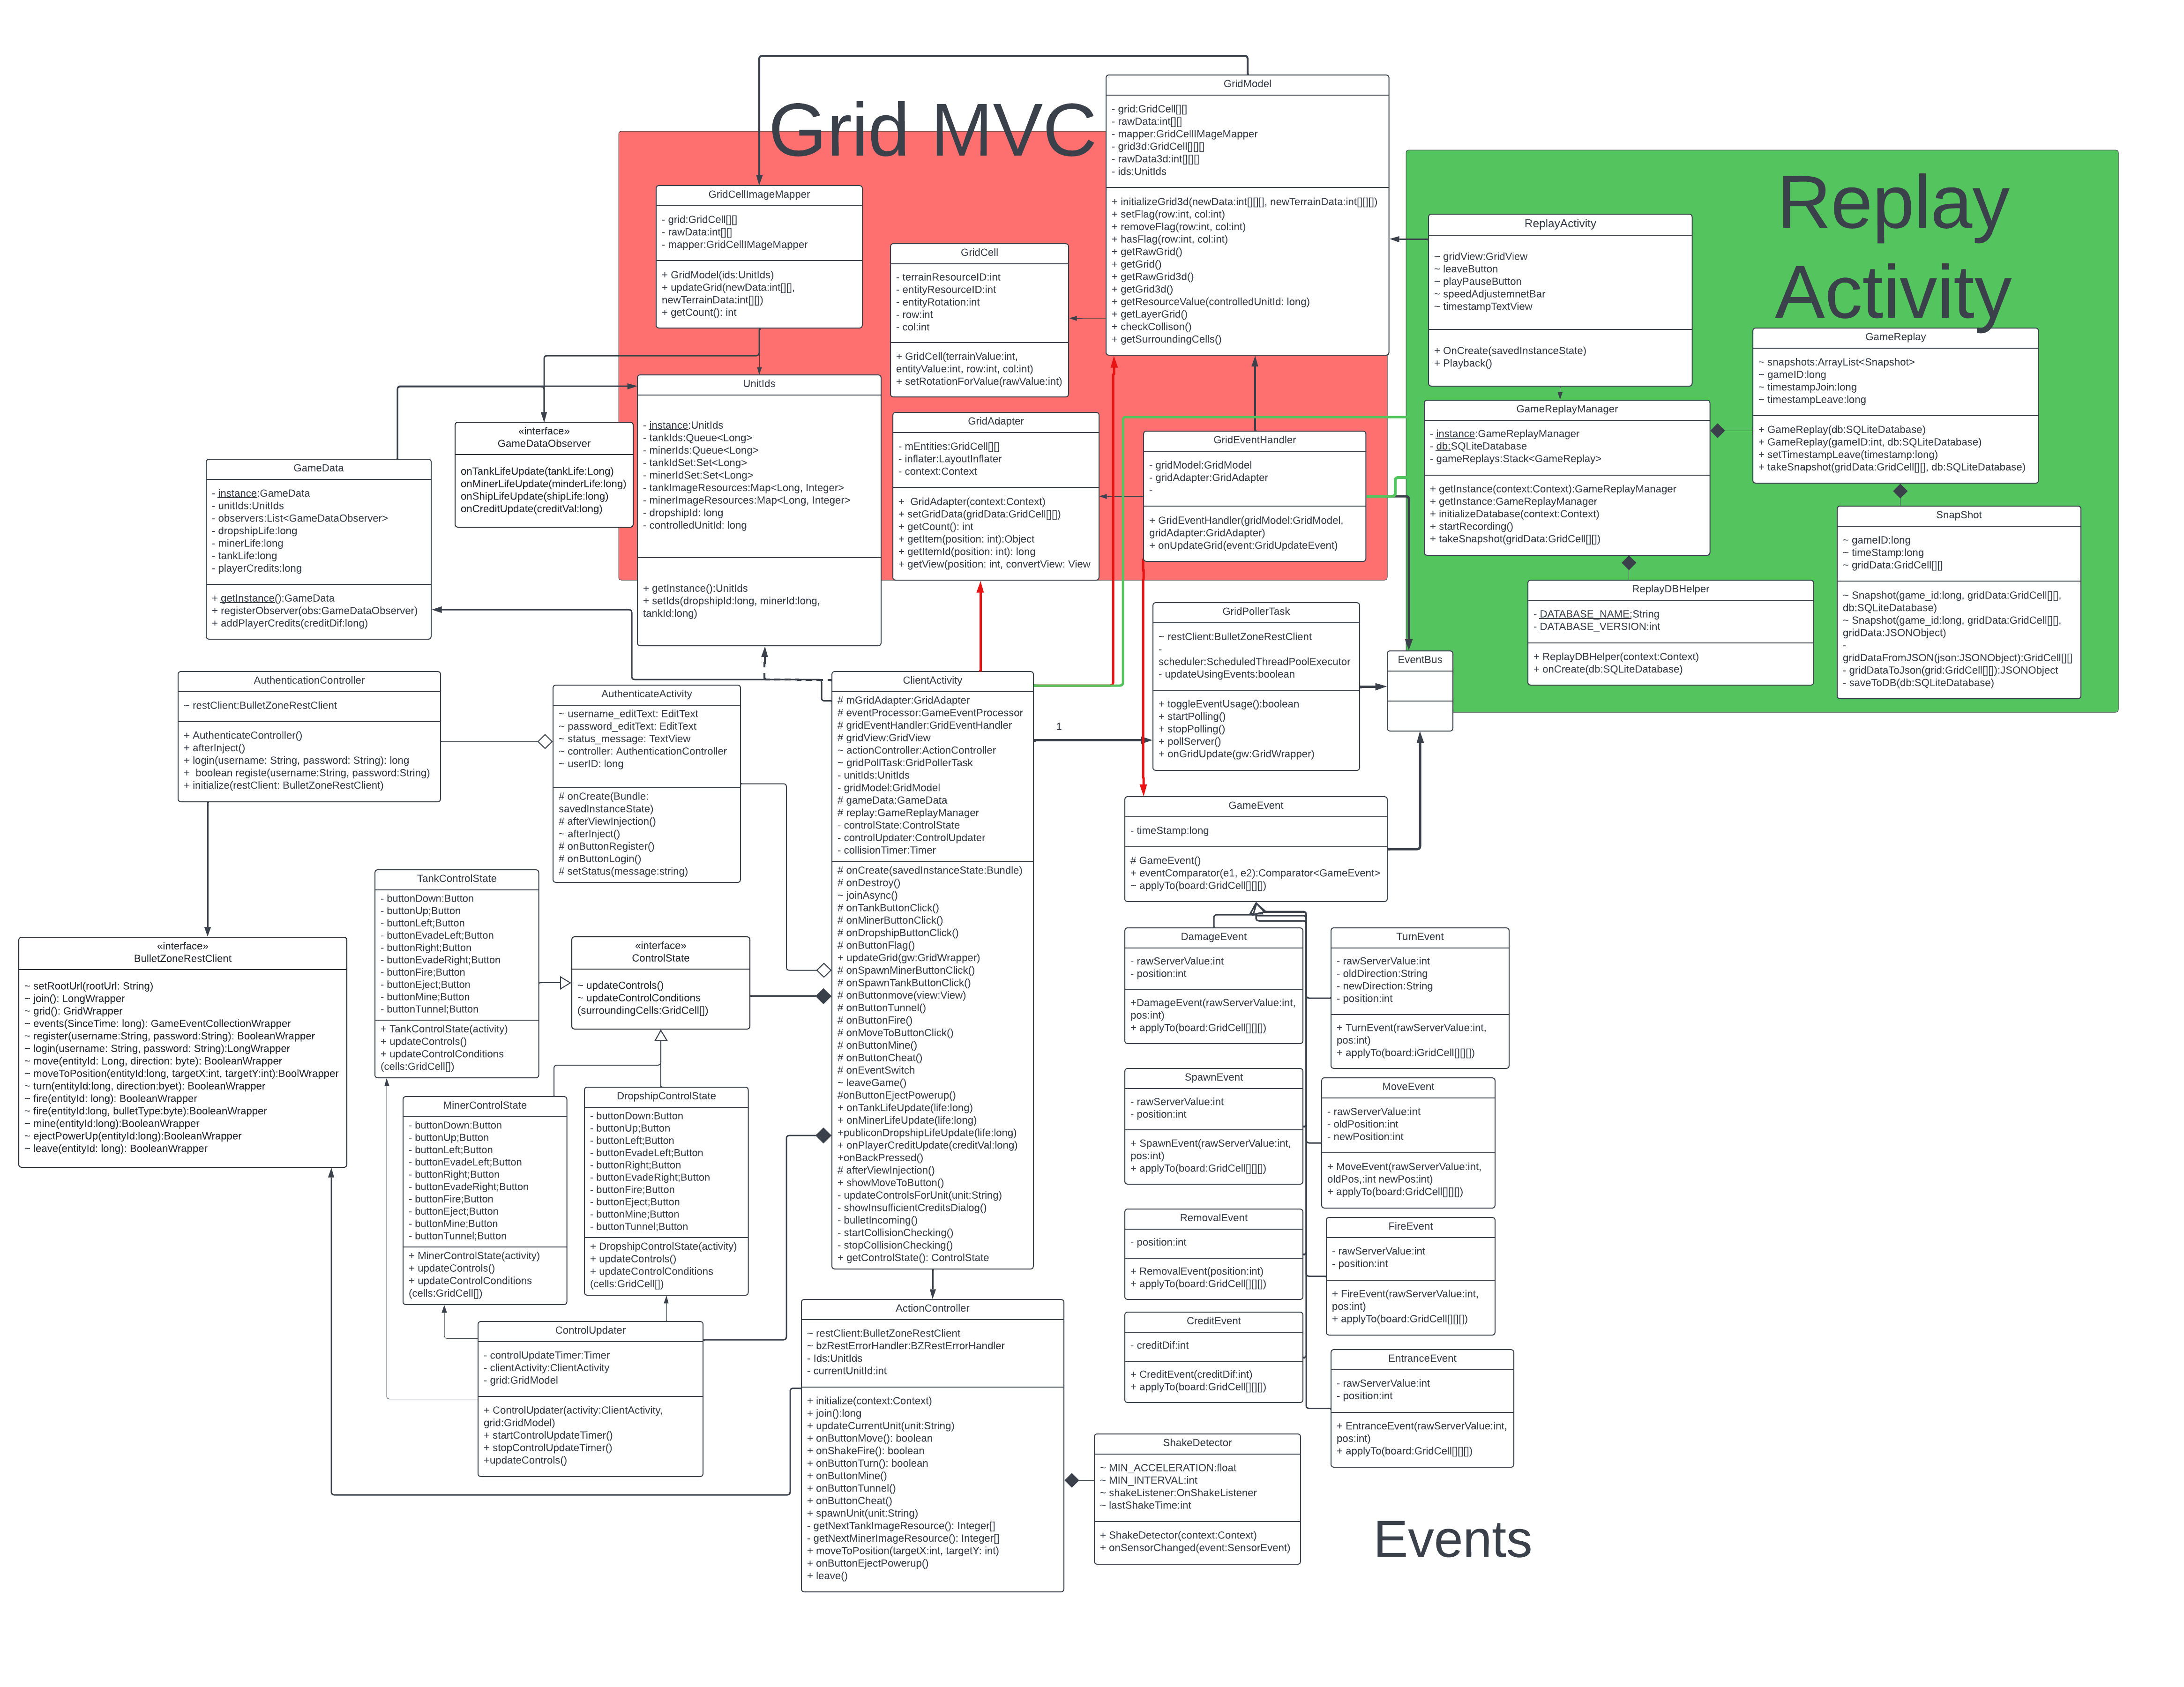 Grid MVC
GridModel
- grid:GridCell[][]
- rawData:int[][]
- mapper:GridCellIMageMapper
- grid3d:GridCell[][][]
- rawData3d:int[][][]
- ids:UnitIds
+ initializeGrid3d(newData:int[][][], newTerrainData:int[][][])
+ setFlag(row:int, col:int)
+ removeFlag(row:int, col:int)
+ hasFlag(row:int, col:int)
+ getRawGrid()
+ getGrid()
+ getRawGrid3d()
+ getGrid3d()
+ getResourceValue(controlledUnitId: long)
+ getLayerGrid()
+ checkCollison()
+ getSurroundingCells()
GridCellImageMapper
- grid:GridCell[][]
- rawData:int[][]
- mapper:GridCellIMageMapper
+ GridModel(ids:UnitIds)
+ updateGrid(newData:int[][],
newTerrainData:int[][])
+ getCount(): int
GridCell
- terrainResourceID:int
- entityResourceID:int
- entityRotation:int
- row:int
- col:int
+ GridCell(terrainValue:int,
entityValue:int, row:int, col:int)
+ setRotationForValue(rawValue:int)
Replay
Activity
ReplayActivity
~ gridView:GridView
~ leaveButton
~ playPauseButton
~ speedAdjustemnetBar
~ timestampTextView
+ OnCreate(savedInstanceState)
+ Playback()
GameReplay
~ snapshots:ArrayList<Snapshot>
~ gameID:long
~ timestampJoin:long
~ timestampLeave:long
+ GameReplay(db:SQLiteDatabase)
+ GameReplay(gameID:int, db:SQLiteDatabase)
+ setTimestampLeave(timestamp:long)
+ takeSnapshot(gridData:GridCell[][], db:SQLiteDatabase)
GameReplayManager
- instance:GameReplayManager
- db:SQLiteDatabase
- gameReplays:Stack<GameReplay>
+ getInstance(context:Context):GameReplayManager
+ getInstance:GameReplayManager
+ initializeDatabase(context:Context)
+ startRecording()
+ takeSnapshot(gridData:GridCell[][])
SnapShot
~ gameID:long
~ timeStamp:long
~ gridData:GridCell[][]
~ Snapshot(game_id:long, gridData:GridCell[][],
db:SQLiteDatabase)
~ Snapshot(game_id:long, gridData:GridCell[][],
gridData:JSONObject)
-
gridDataFromJSON(json:JSONObject):GridCell[][]
- gridDataToJson(grid:GridCell[][]):JSONObject
- saveToDB(db:SQLiteDatabase)
ReplayDBHelper
- DATABASE_NAME:String
- DATABASE_VERSION:int
+ ReplayDBHelper(context:Context)
+ onCreate(db:SQLiteDatabase)
UnitIds
- instance:UnitIds
- tankIds:Queue<Long>
- minerIds:Queue<Long>
- tankIdSet:Set<Long>
- minerIdSet:Set<Long>
- tankImageResources:Map<Long, Integer>
- minerImageResources:Map<Long, Integer>
- dropshipId: long
- controlledUnitId: long
+ getInstance():UnitIds
+ setIds(dropshipId:long, minerId:long,
tankId:long)
«interface»
GameDataObserver
onTankLifeUpdate(tankLife:Long)
onMinerLifeUpdate(minderLife:long)
onShipLifeUpdate(shipLife:long)
onCreditUpdate(creditVal:long)
GridAdapter
- mEntities:GridCell[][]
- inflater:LayoutInflater
- context:Context
+  GridAdapter(context:Context)
+ setGridData(gridData:GridCell[][])
+ getCount(): int
+ getItem(position: int):Object
+ getItemId(position: int): long
+ getView(position: int, convertView: View
GridEventHandler
- gridModel:GridModel
- gridAdapter:GridAdapter
-
+ GridEventHandler(gridModel:GridModel,
gridAdapter:GridAdapter)
+ onUpdateGrid(event:GridUpdateEvent)
GameData
- instance:GameData
- unitIds:UnitIds
- observers:List<GameDataObserver>
- dropshipLife:long
- minerLife:long
- tankLife:long
- playerCredits:long
+ getInstance():GameData
+ registerObserver(obs:GameDataObserver)
+ addPlayerCredits(creditDif:long)
GridPollerTask
~ restClient:BulletZoneRestClient
-
scheduler:ScheduledThreadPoolExecutor
- updateUsingEvents:boolean
+ toggleEventUsage():boolean
+ startPolling()
+ stopPolling()
+ pollServer()
+ onGridUpdate(gw:GridWrapper)
EventBus
1
AuthenticationController
~ restClient:BulletZoneRestClient
+ AuthenticateController()
+ afterInject()
+ login(username: String, password: String): long
+  boolean registe(username:String, password:String)
+ initialize(restClient: BulletZoneRestClient)
AuthenticateActivity
~ username_editText: EditText
~ password_editText: EditText
~ status_message: TextView
~ controller: AuthenticationController
~ userID: long
# onCreate(Bundle:
savedInstanceState)
# afterViewInjection()
~ afterInject()
# onButtonRegister()
# onButtonLogin()
# setStatus(message:string)
ClientActivity
# mGridAdapter:GridAdapter
# eventProcessor:GameEventProcessor
# gridEventHandler:GridEventHandler
# gridView:GridView
~ actionController:ActionController
~ gridPollTask:GridPollerTask
- unitIds:UnitIds
- gridModel:GridModel
# gameData:GameData
# replay:GameReplayManager
- controlState:ControlState
- controlUpdater:ControlUpdater
- collisionTimer:Timer
# onCreate(savedInstanceState:Bundle)
# onDestroy()
~ joinAsync()
# onTankButtonClick()
# onMinerButtonClick()
# onDropshipButtonClick()
# onButtonFlag()
+ updateGrid(gw:GridWrapper)
# onSpawnMinerButtonClick()
# onSpawnTankButtonClick()
# onButtonmove(view:View)
# onButtonTunnel()
# onButtonFire()
# onMoveToButtonClick()
# onButtonMine()
# onButtonCheat()
# onEventSwitch
~ leaveGame()
#onButtonEjectPowerup()
+ onTankLifeUpdate(life:long)
+ onMinerLifeUpdate(life:long)
+publiconDropshipLifeUpdate(life:long)
+ onPlayerCreditUpdate(creditVal:long)
+onBackPressed()
# afterViewInjection()
+ showMoveToButton()
- updateControlsForUnit(unit:String)
- showInsufficientCreditsDialog()
- bulletIncoming()
- startCollisionChecking()
- stopCollisionChecking()
+ getControlState(): ControlState
GameEvent
- timeStamp:long
# GameEvent()
+ eventComparator(e1, e2):Comparator<GameEvent>
~ applyTo(board:GridCell[][][])
TankControlState
- buttonDown:Button
- buttonUp;Button
- buttonLeft;Button
- buttonEvadeLeft;Button
- buttonRight;Button
- buttonEvadeRight;Button
- buttonFire;Button
- buttonEject;Button
- buttonMine;Button
- buttonTunnel;Button
+ TankControlState(activity)
+ updateControls()
+ updateControlConditions
(cells:GridCell[])
«interface»
ControlState
~ updateControls()
~ updateControlConditions
(surroundingCells:GridCell[])
«interface»
BulletZoneRestClient
~ setRootUrl(rootUrl: String)
~ join(): LongWrapper
~ grid(): GridWrapper
~ events(SinceTime: long): GameEventCollectionWrapper
~ register(username:String, password:String): BooleanWrapper
~ login(username: String, password: String):LongWrapper
~ move(entityId: Long, direction: byte): BooleanWrapper
~ moveToPosition(entityId:long, targetX:int, targetY:int):BoolWrapper
~ turn(entityId:long, direction:byet): BooleanWrapper
~ fire(entityId: long): BooleanWrapper
~ fire(entityId:long, bulletType:byte):BooleanWrapper
~ mine(entityId:long):BooleanWrapper
~ ejectPowerUp(entityId:long):BooleanWrapper
~ leave(entityId: long): BooleanWrapper
MinerControlState
- buttonDown:Button
- buttonUp;Button
- buttonLeft;Button
- buttonEvadeLeft;Button
- buttonRight;Button
- buttonEvadeRight;Button
- buttonFire;Button
- buttonEject;Button
- buttonMine;Button
- buttonTunnel;Button
+ MinerControlState(activity)
+ updateControls()
+ updateControlConditions
(cells:GridCell[])
DropshipControlState
- buttonDown:Button
- buttonUp;Button
- buttonLeft;Button
- buttonEvadeLeft;Button
- buttonRight;Button
- buttonEvadeRight;Button
- buttonFire;Button
- buttonEject;Button
- buttonMine;Button
- buttonTunnel;Button
+ DropshipControlState(activity)
+ updateControls()
+ updateControlConditions
(cells:GridCell[])
ControlUpdater
- controlUpdateTimer:Timer
- clientActivity:ClientActivity
- grid:GridModel
+ ControlUpdater(activity:ClientActivity,
grid:GridModel)
+ startControlUpdateTimer()
+ stopControlUpdateTimer()
+updateControls()
ActionController
~ restClient:BulletZoneRestClient
~ bzRestErrorHandler:BZRestErrorHandler
- Ids:UnitIds
- currentUnitId:int
+ initialize(context:Context)
+ join():long
+ updateCurrentUnit(unit:String)
+ onButtonMove(): boolean
+ onShakeFire(): boolean
+ onButtonTurn(): boolean
+ onButtonMine()
+ onButtonTunnel()
+ onButtonCheat()
+ spawnUnit(unit:String)
- getNextTankImageResource(): Integer[]
- getNextMinerImageResource(): Integer[]
+ moveToPosition(targetX:int, targetY: int)
+ onButtonEjectPowerup()
+ leave()
DamageEvent
- rawServerValue:int
- position:int
+DamageEvent(rawServerValue:int,
pos:int)
+ applyTo(board:GridCell[][][])
TurnEvent
- rawServerValue:int
- oldDirection:String
- newDirection:String
- position:int
+ TurnEvent(rawServerValue:int,
pos:int)
+ applyTo(board:iGridCell[][][])
SpawnEvent
- rawServerValue:int
- position:int
+ SpawnEvent(rawServerValue:int,
pos:int)
+ applyTo(board:GridCell[][][])
MoveEvent
- rawServerValue:int
- oldPosition:int
- newPosition:int
+ MoveEvent(rawServerValue:int,
oldPos,:int newPos:int)
+ applyTo(board:GridCell[][][])
RemovalEvent
- position:int
+ RemovalEvent(position:int)
+ applyTo(board:GridCell[][][])
FireEvent
- rawServerValue:int
- position:int
+ FireEvent(rawServerValue:int,
pos:int)
+ applyTo(board:GridCell[][][])
CreditEvent
- creditDif:int
+ CreditEvent(creditDif:int)
+ applyTo(board:GridCell[][][])
EntranceEvent
- rawServerValue:int
- position:int
+ EntranceEvent(rawServerValue:int,
pos:int)
+ applyTo(board:GridCell[][][])
ShakeDetector
~ MIN_ACCELERATION:float
~ MIN_INTERVAL:int
~ shakeListener:OnShakeListener
~ lastShakeTime:int
+ ShakeDetector(context:Context)
+ onSensorChanged(event:SensorEvent)
Events